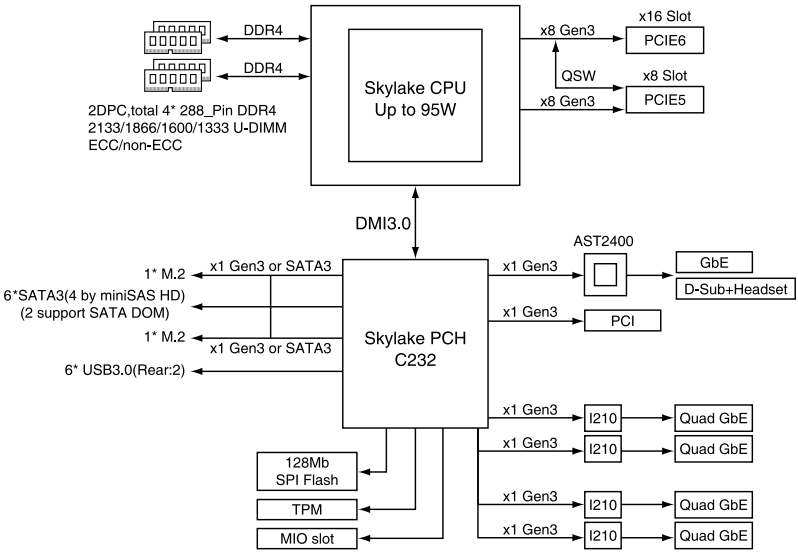 DDR4
DDR4
2DPC,total 4* 288_Pin DDR4
2133/1866/1600/1333 U-DIMM
ECC/non-ECC
Skylake CPU
Up to 95W
x8 Gen3
x16 Slot
PCIE6
QSW
x8 Slot
x8 Gen3
PCIE5
DMI3.0
1* M.2
x1 Gen3 or SATA3
6*SATA3(4 by miniSAS HD)
(2 support SATA DOM)
1* M.2
x1 Gen3 or SATA3
6* USB3.0(Rear:2)
Skylake PCH
C232
x1 Gen3
AST2400
GbE
D-Sub+Headset
x1 Gen3
PCI
x1 Gen3
I210
Quad GbE
x1 Gen3
I210
Quad GbE
x1 Gen3
I210
Quad GbE
x1 Gen3
I210
Quad GbE
128Mb
SPI Flash
TPM
MIO slot